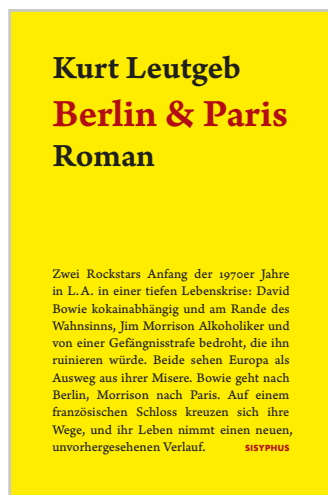 Kurt Leutgeb
Berlin & Paris
Roman
Zwei Rockstars Anfang der 1970er Jahre
in L. A. in einer tiefen Lebenskrise: David
Bowie kokainabhängig und am Rande des
Wahnsinns, Jim Morrison Alkoholiker und
von einer Gefängnisstrafe bedroht, die ihn
ruinieren würde. Beide sehen Europa als
Ausweg aus ihrer Misere. Bowie geht nach
Berlin, Morrison nach Paris. Auf einem
französischen Schloss kreuzen sich ihre
Wege, und ihr Leben nimmt einen neuen,
unvorhergesehenen Verlauf. SISYPHUS